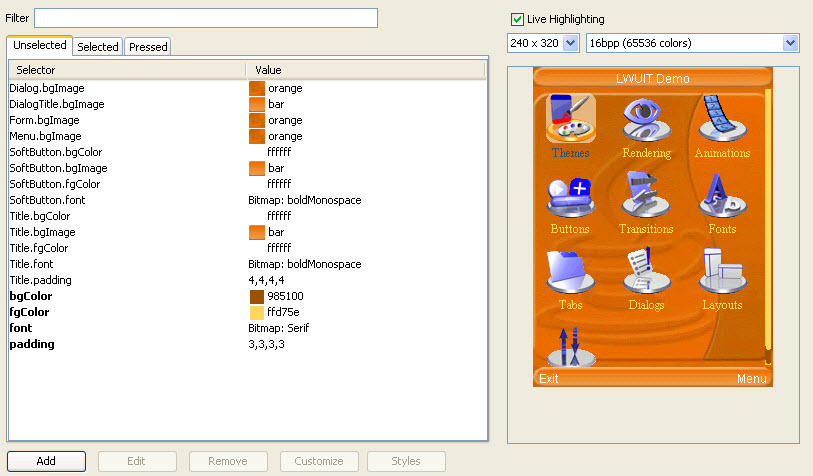 Filter
Unselected Selected Pressed
Selector Value
Dialog.bgImage orange
DialogTitle.bgImage bar
Form.bgImage orange
Menu.bgImage orange
SoftButton.bgColor ffffff
SoftButton.bgImage bar
SoftButton.fgColor ffffff
SoftButton.font Bitmap: boldMonospace
Title.bgColor ffffff
Title.bgImage bar
Title.fgColor ffffff
Title.font Bitmap: boldMonospace
Title.padding 4,4,4,4
bgColor 985100
fgColor ffd75e
font Bitmap: Serif
padding 3,3,3,3
Add Edit Remove Customize Styles
Live Highlighting
240 x 320 16bpp (65536 colors)
LWUIT Demo
Themes Rendering Animations
Buttons Transitions Fonts
Tabs Dialogs Layouts
Exit Menu